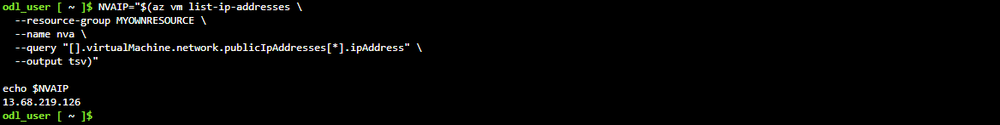 odl_user [ ~ ]$ NVAIP="$(az vm list-ip-addresses \
  --resource-group MYOWNRESOURCE \
  --name nva \
  --query "[].virtualMachine.network.publicIpAddresses[*].ipAddress" \
  --output tsv)"

echo $NVAIP
13.68.219.126
odl_user [ ~ ]$